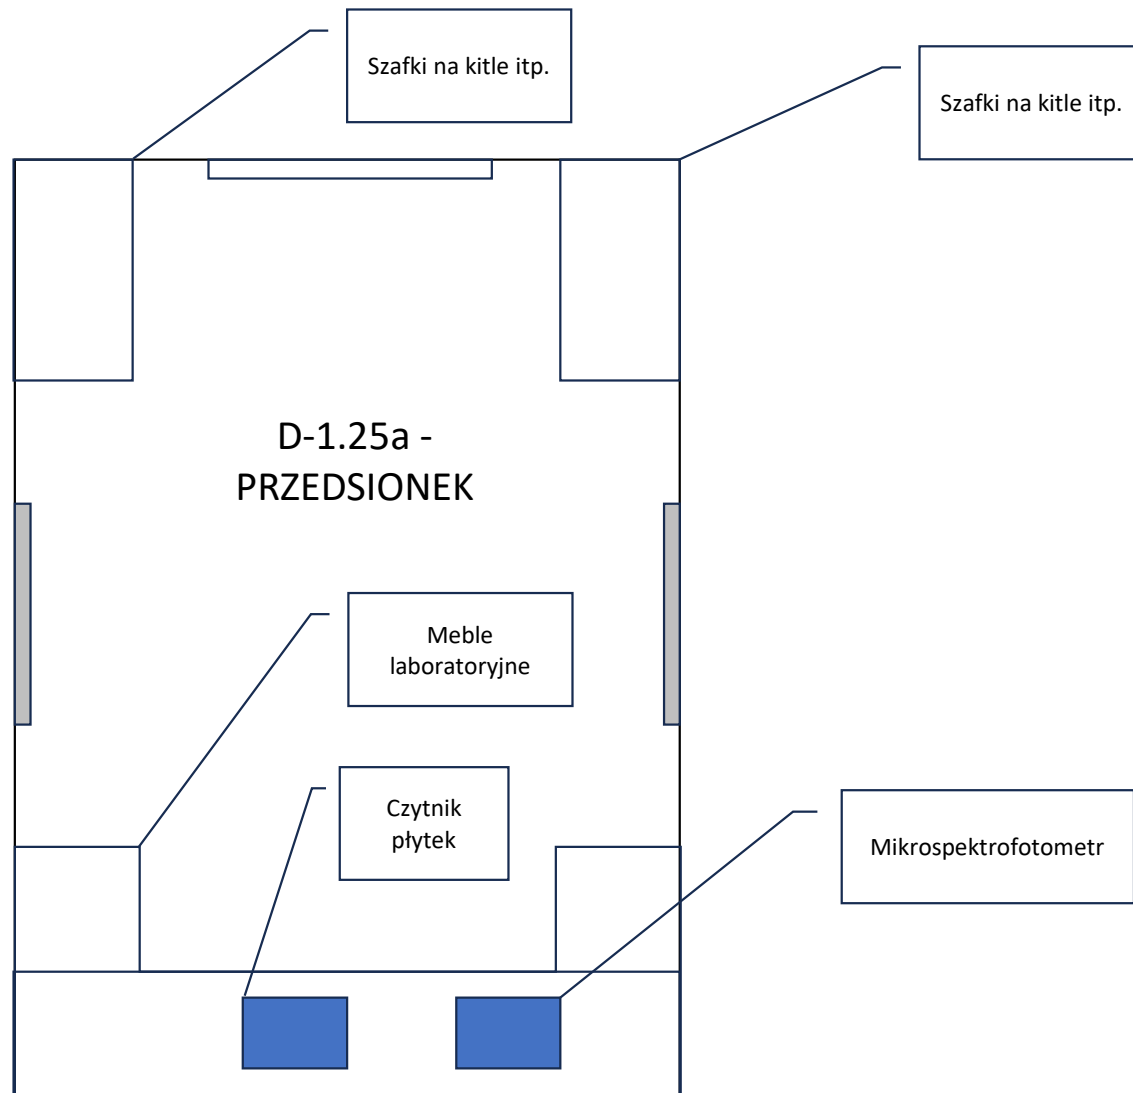 Szafki na kitle itp.
Szafki na kitle itp.
D-1.25a -
PRZEDSIONEK
Meble
laboratoryjne
Czytnik
płytek
Mikrospektrofotometr